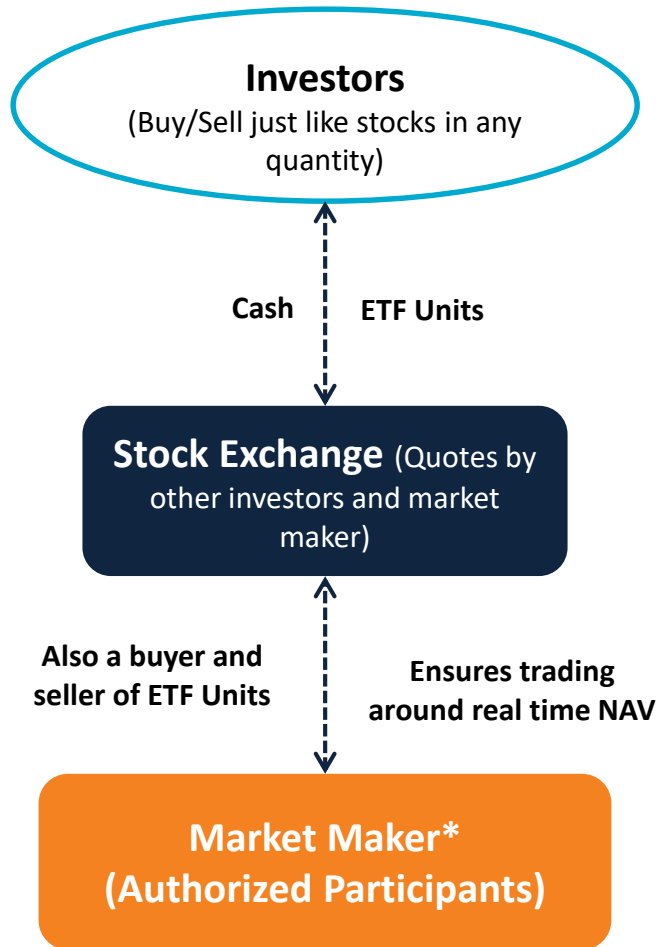 Investors
(Buy/Sell just like stocks in any
quantity)
Cash
ETF Units
Stock Exchange (Quotes by
other investors and market
maker)
Also a buyer and
seller of ETF Units
Ensures trading
around real time NAV
Market Maker*
(Authorized Participants)